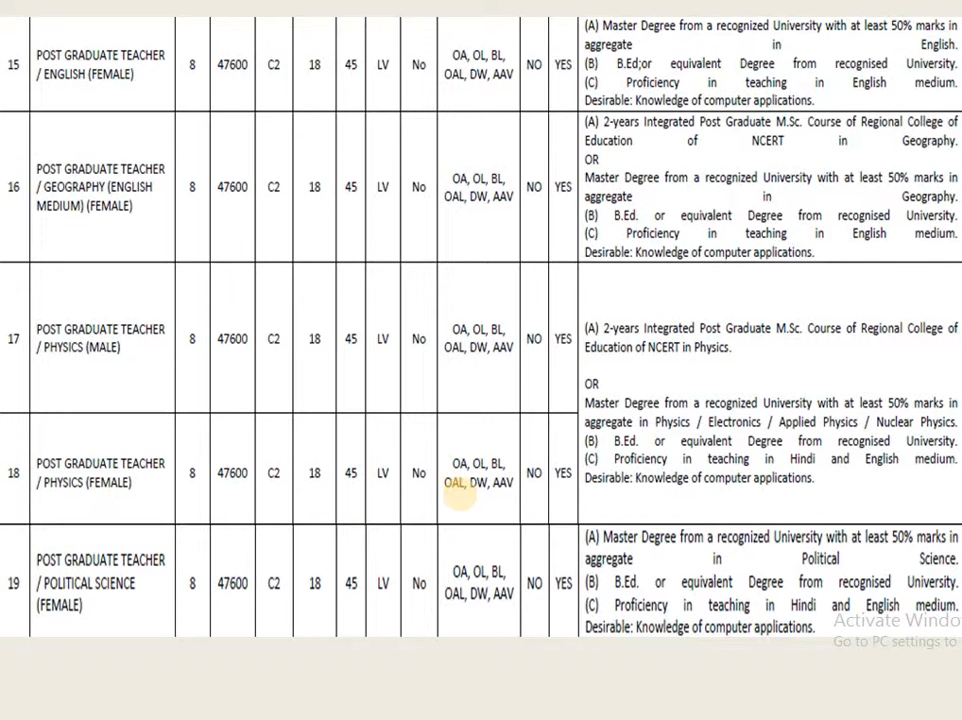 15 POST GRADUATE TEACHER / ENGLISH (FEMALE) 8 47600 C2 18 45 LV No OA, OL, BL, OAL, DW, AAV NO YES
(A) Master Degree from a recognized University with at least 50% marks in
aggregate in English.
(B) B.Ed;or equivalent Degree from recognised University.
(C) Proficiency in teaching in English medium.
Desirable: Knowledge of computer applications.
16 POST GRADUATE TEACHER / GEOGRAPHY (ENGLISH MEDIUM) (FEMALE) 8 47600 C2 18 45 LV No OA, OL, BL, OAL, DW, AAV NO YES
(A) 2-years Integrated Post Graduate M.Sc. Course of Regional College of
Education of NCERT in Geography.
OR
Master Degree from a recognized University with at least 50% marks in
aggregate in Geography.
(B) B.Ed. or equivalent Degree from recognised University.
(C) Proficiency in teaching in English medium.
Desirable: Knowledge of computer applications.
17 POST GRADUATE TEACHER / PHYSICS (MALE) 8 47600 C2 18 45 LV No OA, OL, BL, OAL, DW, AAV NO YES
(A) 2-years Integrated Post Graduate M.Sc. Course of Regional College of
Education of NCERT in Physics.
OR
Master Degree from a recognized University with at least 50% marks in
aggregate in Physics / Electronics / Applied Physics / Nuclear Physics.
(B) B.Ed. or equivalent Degree from recognised University.
(C) Proficiency in teaching in Hindi and English medium.
Desirable: Knowledge of computer applications.
18 POST GRADUATE TEACHER / PHYSICS (FEMALE) 8 47600 C2 18 45 LV No OA, OL, BL, OAL, DW, AAV NO YES
19 POST GRADUATE TEACHER / POLITICAL SCIENCE (FEMALE) 8 47600 C2 18 45 LV No OA, OL, BL, OAL, DW, AAV NO YES
(A) Master Degree from a recognized University with at least 50% marks in
aggregate in Political Science.
(B) B.Ed. or equivalent Degree from recognised University.
(C) Proficiency in teaching in Hindi and English medium.
Desirable: Knowledge of computer applications.
Activate Windo
Go to PC settings to